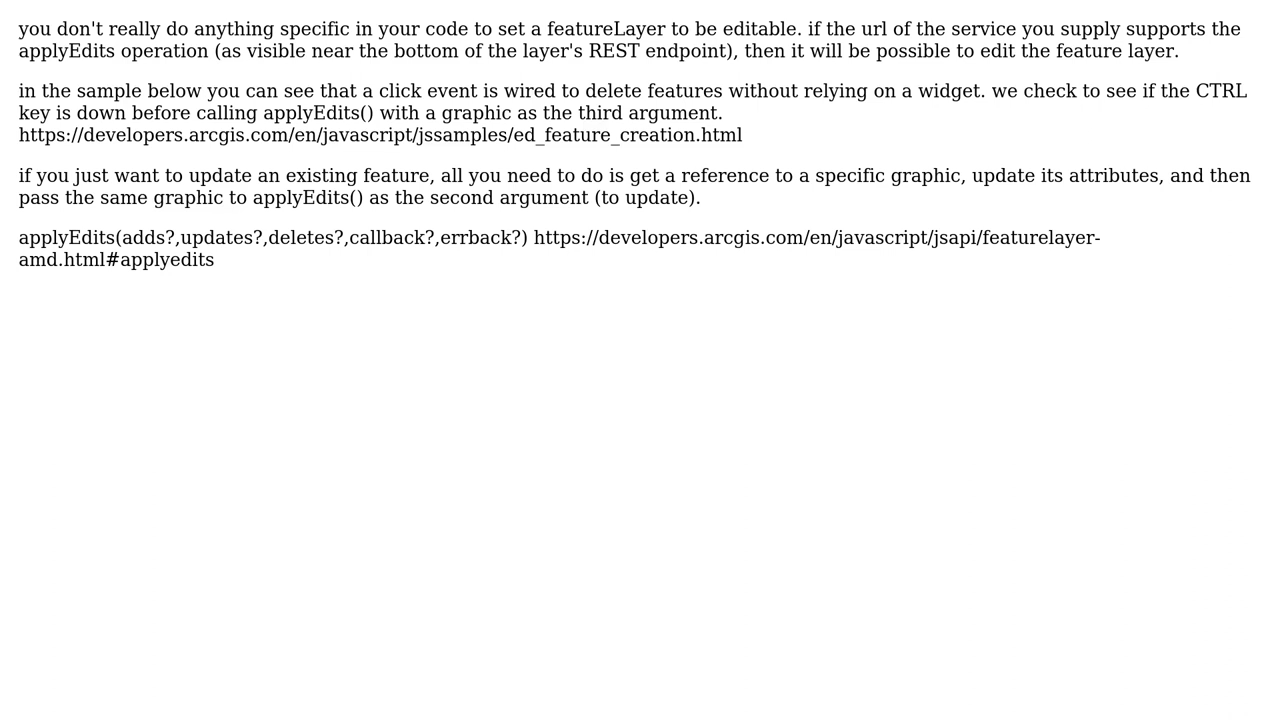 you don't really do anything specific in your code to set a featureLayer to be editable. if the url of the service you supply supports the
applyEdits operation (as visible near the bottom of the layer's REST endpoint), then it will be possible to edit the feature layer.
in the sample below you can see that a click event is wired to delete features without relying on a widget. we check to see if the CTRL
key is down before calling applyEdits() with a graphic as the third argument.
https://developers.arcgis.com/en/javascript/jssamples/ed_feature_creation.html
if you just want to update an existing feature, all you need to do is get a reference to a specific graphic, update its attributes, and then
pass the same graphic to applyEdits() as the second argument (to update).
applyEdits(adds?,updates?,deletes?,callback?,errback?) https://developers.arcgis.com/en/javascript/jsapi/featurelayer-
amd.html#applyedits